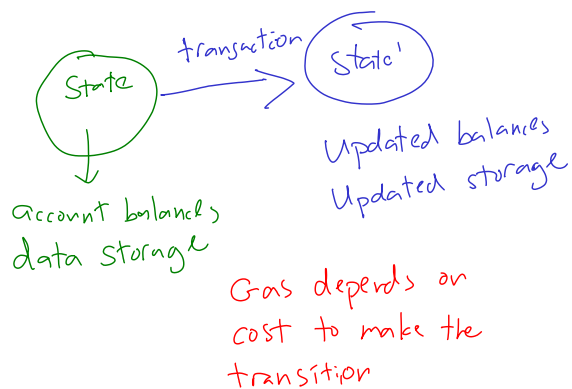 transaction
State
State'
Updated balances
Updated storage
account balances
data storage
Gas depends on
cost to make the
transition